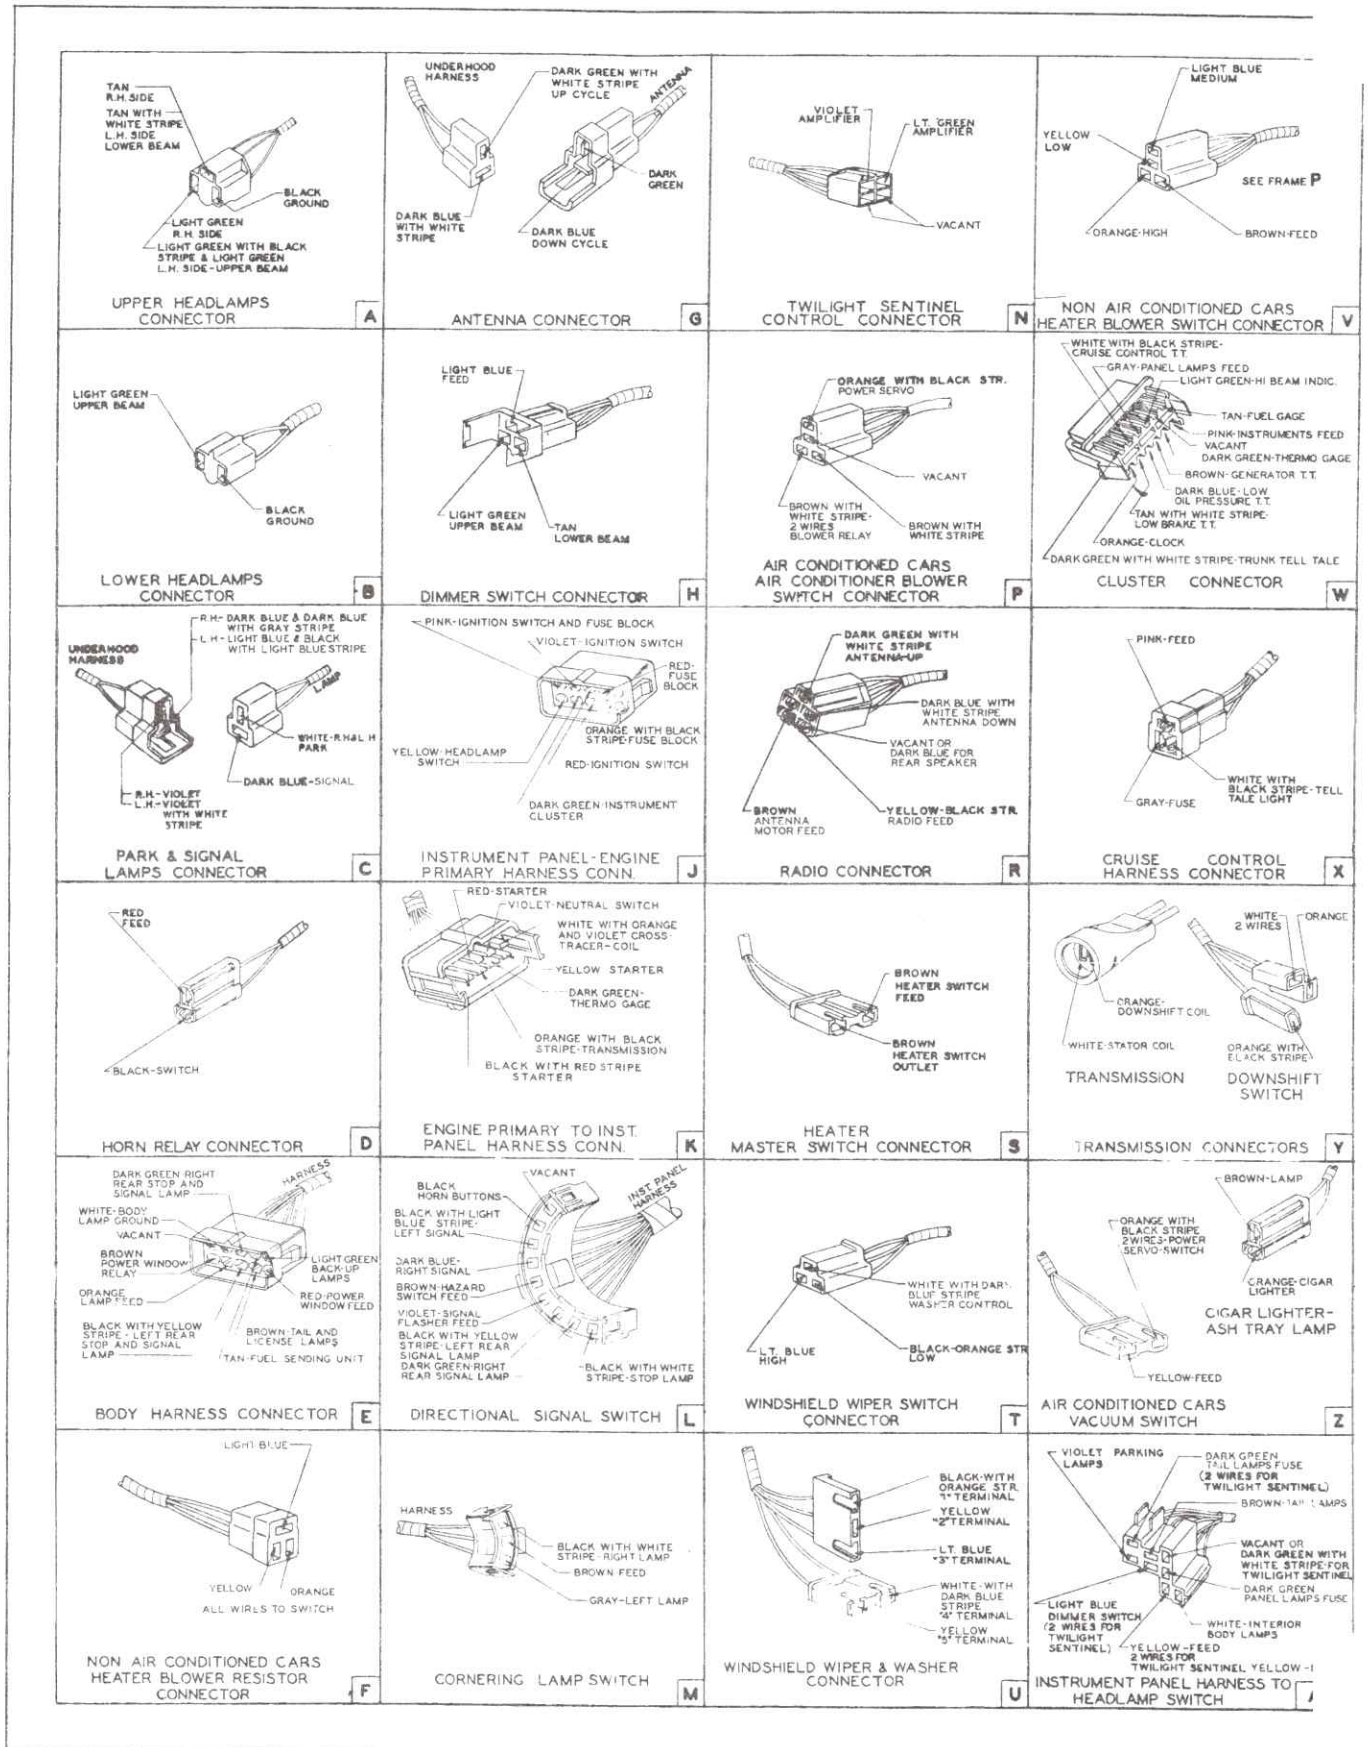 TAN
R.H. SIDE
TAN WITH
WHITE STRIPE
L.H. SIDE
LOWER BEAM
BLACK
GROUND
LIGHT GREEN
R.H. SIDE
LIGHT GREEN WITH BLACK
STRIPE & LIGHT GREEN
L.H. SIDE-UPPER BEAM
UPPER HEADLAMPS
CONNECTOR
A
UNDERHOOD
HARNESS
DARK GREEN WITH
WHITE STRIPE
UP CYCLE
ANTENNA
DARK
GREEN
DARK BLUE
WITH WHITE
STRIPE
DARK BLUE
DOWN CYCLE
ANTENNA CONNECTOR
G
VIOLET
AMPLIFIER
LT. GREEN
AMPLIFIER
VACANT
TWILIGHT SENTINEL
CONTROL CONNECTOR
N
LIGHT BLUE
MEDIUM
YELLOW
LOW
SEE FRAME P
ORANGE-HIGH
BROWN-FEED
NON AIR CONDITIONED CARS
HEATER BLOWER SWITCH CONNECTOR
V
LIGHT GREEN
UPPER BEAM
BLACK
GROUND
LOWER HEADLAMPS
CONNECTOR
B
LIGHT BLUE
FEED
LIGHT GREEN
UPPER BEAM
TAN
LOWER BEAM
DIMMER SWITCH CONNECTOR
H
ORANGE WITH BLACK STR.
POWER SERVO
VACANT
BROWN WITH
WHITE STRIPE-
2 WIRES
BLOWER RELAY
BROWN WITH
WHITE STRIPE
AIR CONDITIONED CARS
AIR CONDITIONER BLOWER
SWITCH CONNECTOR
P
WHITE WITH BLACK STRIPE-
CRUISE CONTROL T.T.
GRAY-PANEL LAMPS FEED
LIGHT GREEN-HI BEAM INDIC.
TAN-FUEL GAGE
PINK-INSTRUMENTS FEED
VACANT
DARK GREEN-THERMO GAGE
BROWN-GENERATOR T.T.
DARK BLUE-LOW
OIL PRESSURE T.T.
TAN WITH WHITE STRIPE-
LOW BRAKE T.T.
ORANGE-CLOCK
DARK GREEN WITH WHITE STRIPE-TRUNK TELL TALE
CLUSTER CONNECTOR
W
R.H.- DARK BLUE & DARK BLUE
WITH GRAY STRIPE
L.H-LIGHT BLUE & BLACK
WITH LIGHT BLUE STRIPE
UNDERHOOD
HARNESS
LAMP
WHITE-R.H.& L.H
PARK
DARK BLUE-SIGNAL
R.H.-VIOLET
L.H.-VIOLET
WITH WHITE
STRIPE
PARK & SIGNAL
LAMPS CONNECTOR
C
PINK-IGNITION SWITCH AND FUSE BLOCK
VIOLET-IGNITION SWITCH
RED-
FUSE
BLOCK
ORANGE WITH BLACK
STRIPE-FUSE BLOCK
YELLOW-HEADLAMP
SWITCH
RED-IGNITION SWITCH
DARK GREEN-INSTRUMENT
CLUSTER
INSTRUMENT PANEL-ENGINE
PRIMARY HARNESS CONN.
J
DARK GREEN WITH
WHITE STRIPE
ANTENNA-UP
DARK BLUE WITH
WHITE STRIPE
ANTENNA DOWN
VACANT OR
DARK BLUE FOR
REAR SPEAKER
BROWN
ANTENNA
MOTOR FEED
YELLOW-BLACK STR.
RADIO FEED
RADIO CONNECTOR
R
PINK-FEED
WHITE WITH
BLACK STRIPE-TELL
TALE LIGHT
GRAY-FUSE
CRUISE CONTROL
HARNESS CONNECTOR
X
RED
FEED
BLACK-SWITCH
HORN RELAY CONNECTOR
D
RED-STARTER
VIOLET-NEUTRAL SWITCH
WHITE WITH ORANGE
AND VIOLET CROSS-
TRACER-COIL
YELLOW STARTER
DARK GREEN-
THERMO GAGE
ORANGE WITH BLACK
STRIPE-TRANSMISSION
BLACK WITH RED STRIPE
STARTER
ENGINE PRIMARY TO INST.
PANEL HARNESS CONN.
K
BROWN
HEATER SWITCH
FEED
BROWN
HEATER SWITCH
OUTLET
HEATER
MASTER SWITCH CONNECTOR
S
WHITE
2 WIRES
ORANGE
ORANGE-
DOWNSHIFT COIL
WHITE-STATOR COIL
ORANGE WITH
BLACK STRIPE
TRANSMISSION
DOWNSHIFT
SWITCH
TRANSMISSION CONNECTORS
Y
DARK GREEN-RIGHT
REAR STOP AND
SIGNAL LAMP
HARNESS
WHITE-BODY
LAMP GROUND
VACANT
BROWN
POWER WINDOW
RELAY
ORANGE
LAMP FEED
LIGHT GREEN
BACK-UP
LAMPS
RED-POWER
WINDOW FEED
BLACK WITH YELLOW
STRIPE - LEFT REAR
STOP AND SIGNAL
LAMP
BROWN-TAIL AND
LICENSE LAMPS
TAN-FUEL SENDING UNIT
BODY HARNESS CONNECTOR
E
VACANT
BLACK
HORN BUTTONS
INST. PANEL
HARNESS
BLACK WITH LIGHT
BLUE STRIPE-
LEFT SIGNAL
DARK BLUE-
RIGHT SIGNAL
BROWN-HAZARD
SWITCH FEED
VIOLET-SIGNAL
FLASHER FEED
BLACK WITH YELLOW
STRIPE-LEFT REAR
SIGNAL LAMP
DARK GREEN-RIGHT
REAR SIGNAL LAMP
BLACK WITH WHITE
STRIPE-STOP LAMP
DIRECTIONAL SIGNAL SWITCH
L
WHITE WITH DARK
BLUE STRIPE
WASHER CONTROL
LT. BLUE
HIGH
BLACK-ORANGE STR
LOW
WINDSHIELD WIPER SWITCH
CONNECTOR
T
BROWN-LAMP
ORANGE WITH
BLACK STRIPE
2 WIRES-POWER
SERVO-SWITCH
ORANGE-CIGAR
LIGHTER
CIGAR LIGHTER-
ASH TRAY LAMP
YELLOW-FEED
AIR CONDITIONED CARS
VACUUM SWITCH
Z
LIGHT BLUE
YELLOW
ORANGE
ALL WIRES TO SWITCH
NON AIR CONDITIONED CARS
HEATER BLOWER RESISTOR
CONNECTOR
F
HARNESS
BLACK WITH WHITE
STRIPE-RIGHT LAMP
BROWN-FEED
GRAY-LEFT LAMP
CORNERING LAMP SWITCH
M
BLACK-WITH
ORANGE STR.
"1" TERMINAL
YELLOW
"2" TERMINAL
LT. BLUE
"3" TERMINAL
WHITE-WITH
DARK BLUE
STRIPE
"4" TERMINAL
YELLOW
"5" TERMINAL
WINDSHIELD WIPER & WASHER
CONNECTOR
U
VIOLET PARKING
LAMPS
DARK GREEN
TAIL LAMPS FUSE
(2 WIRES FOR
TWILIGHT SENTINEL)
BROWN-TAIL LAMPS
VACANT OR
DARK GREEN WITH
WHITE STRIPE-FOR
TWILIGHT SENTINEL
DARK GREEN
PANEL LAMPS FUSE
LIGHT BLUE
DIMMER SWITCH
(2 WIRES FOR
TWILIGHT
SENTINEL)
WHITE-INTERIOR
BODY LAMPS
YELLOW-FEED
2 WIRES FOR
TWILIGHT SENTINEL YELLOW
INSTRUMENT PANEL HARNESS TO
HEADLAMP SWITCH